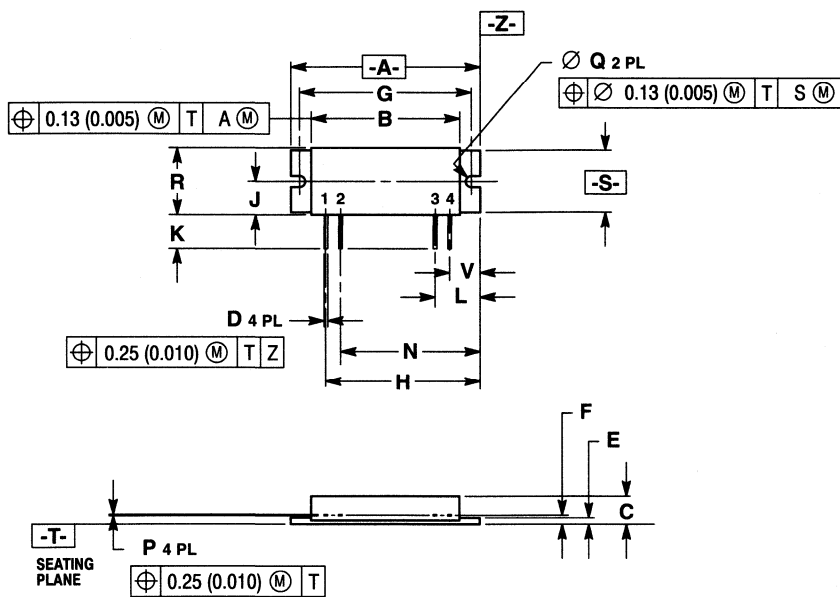 -Z-
-A-
Ø Q 2 PL
G
⌖ Ø 0.13 (0.005) Ⓜ T S Ⓜ
⌖ 0.13 (0.005) Ⓜ T A Ⓜ
B
R
J
-S-
1 2 3 4
K
V
L
D 4 PL
⌖ 0.25 (0.010) Ⓜ T Z
N
H
F
E
C
-T-
SEATING
PLANE
P 4 PL
⌖ 0.25 (0.010) Ⓜ T